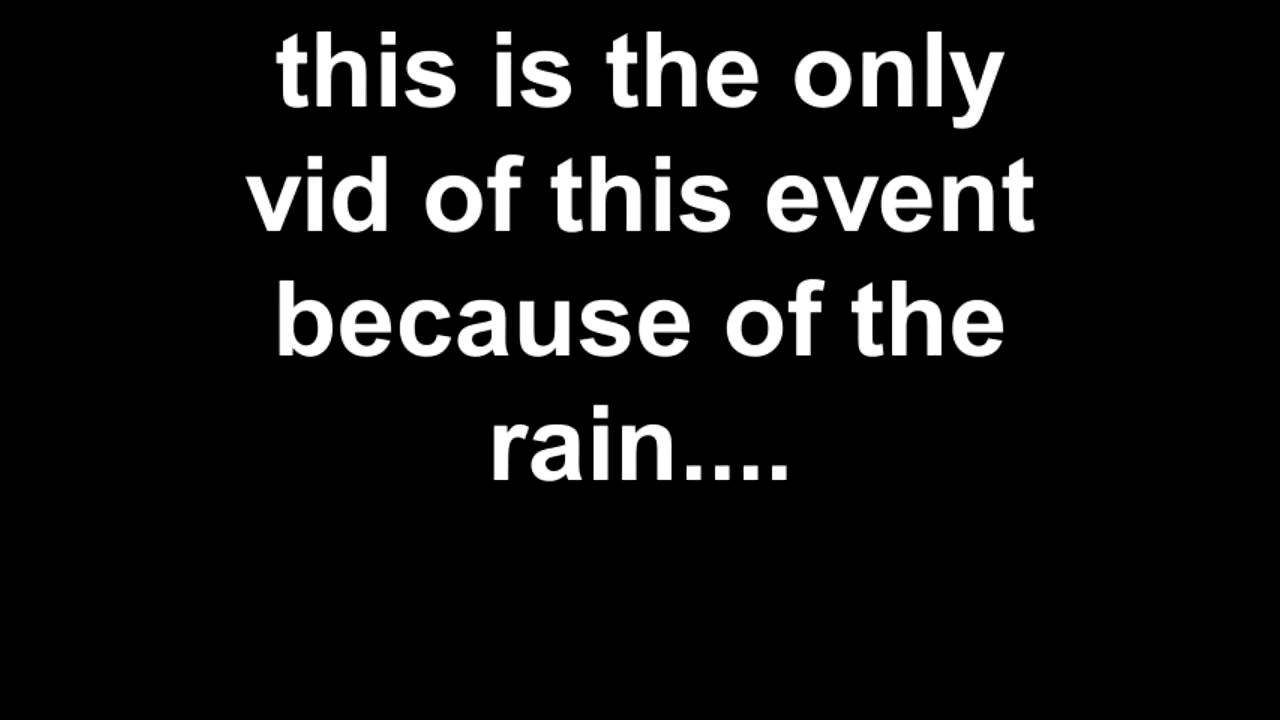 this is the only
vid of this event
because of the
rain....